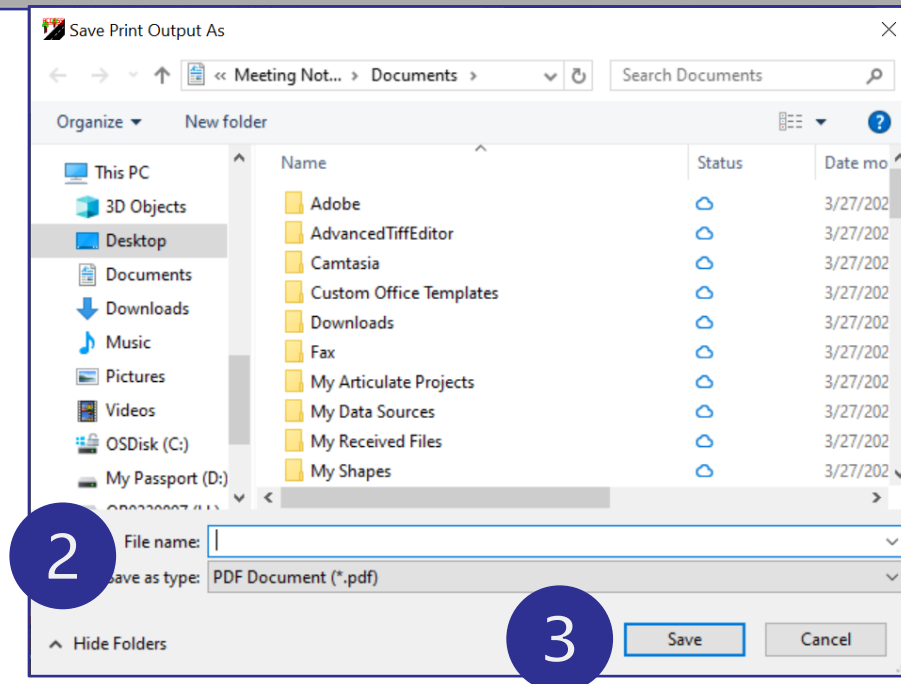 Save Print Output As
« Meeting Not... > Documents >
Search Documents
Organize
New folder
?
Name
Status
Date mo
This PC
3D Objects
Desktop
Documents
Downloads
Music
Pictures
Videos
OSDisk (C:)
My Passport (D:)
Adobe
3/27/202
AdvancedTiffEditor
3/27/202
Camtasia
3/27/202
Custom Office Templates
3/27/202
Downloads
3/27/202
Fax
3/27/202
My Articulate Projects
3/27/202
My Data Sources
3/27/202
My Received Files
3/27/202
My Shapes
3/27/202
2
File name:
Save as type: PDF Document (*.pdf)
3
Hide Folders
Save
Cancel